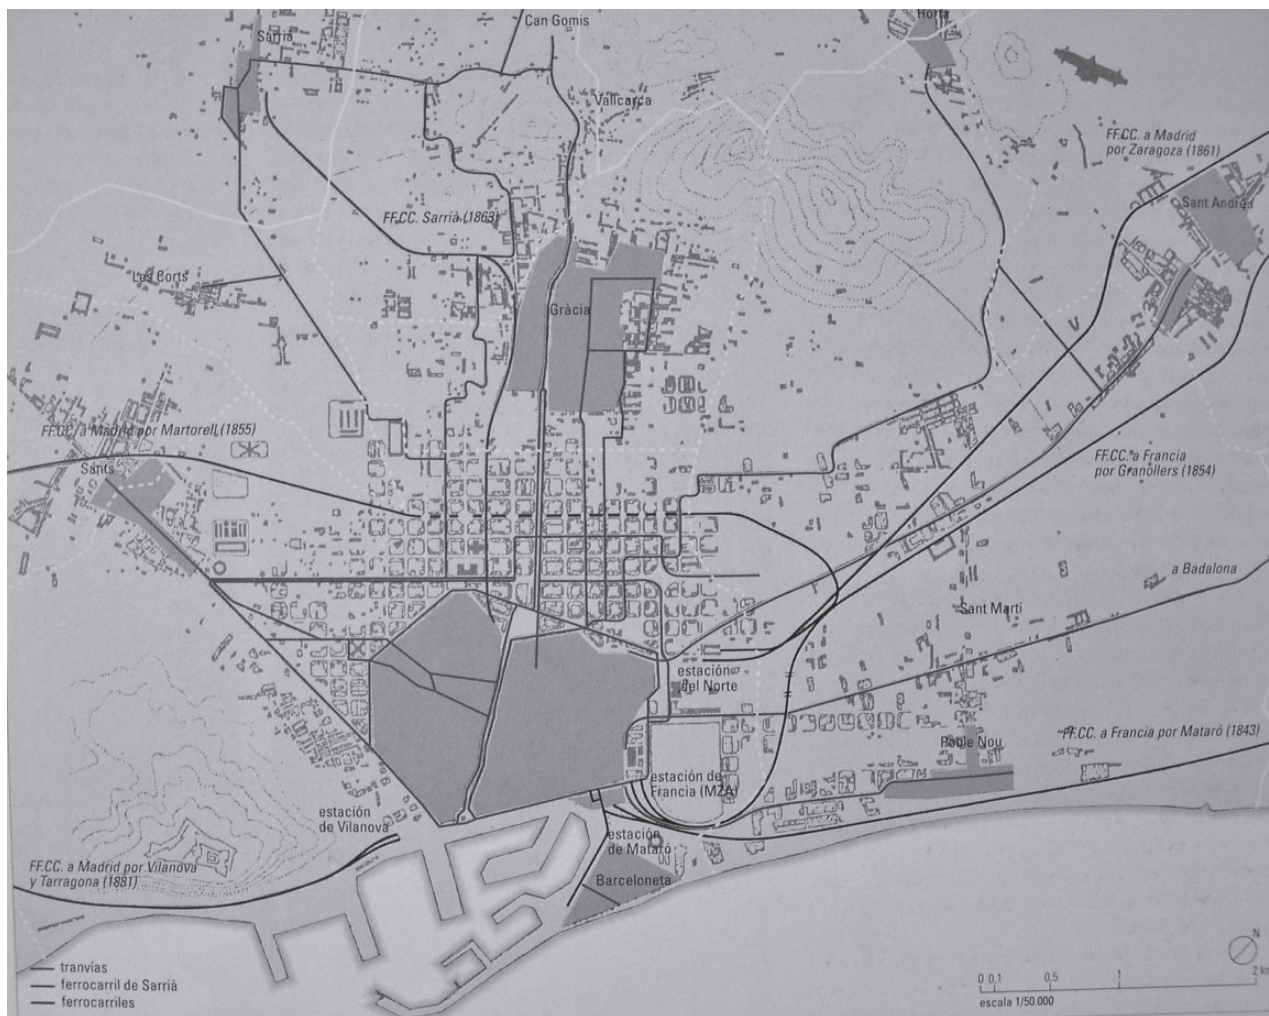 Can Gomis
Horta
Sarrià
Vallcarca
FF.CC. a Madrid
por Zaragoza (1861)
Sant Andreu
FF.CC. Sarrià (1863)
Les Corts
Gràcia
FF.CC. a Madrid por Martorell (1855)
Sants
FF.CC. a Francia
por Granollers (1854)
a Badalona
Sant Martí
estación
del Norte
FF.CC. a Francia por Mataró (1843)
Poble Nou
estación de
Francia (MZA)
estación
de Vilanova
estación
de Mataró
Barceloneta
FF.CC. a Madrid por Vilanova
y Tarragona (1881)
N
tranvías
ferrocarril de Sarrià
ferrocarriles
0 0,1 0,5 1 2 km
escala 1/50.000